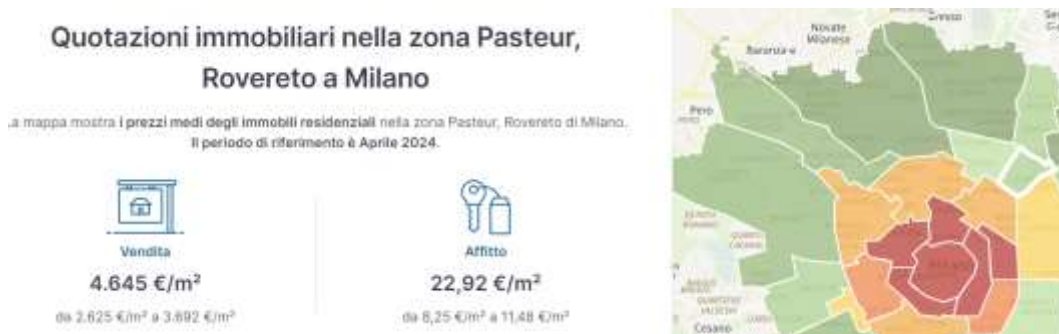 Quotazioni immobiliari nella zona Pasteur,
Rovereto a Milano
a mappa mostra i prezzi medi degli immobili residenziali nella zona Pasteur, Rovereto di Milano.
Il periodo di riferimento è Aprile 2024.
Vendita
4.645 €/m²
da 2.625 €/m² a 3.692 €/m²
Affitto
22,92 €/m²
da 8,25 €/m² a 11,48 €/m²
Novate
Milanese
Pero
Cesano